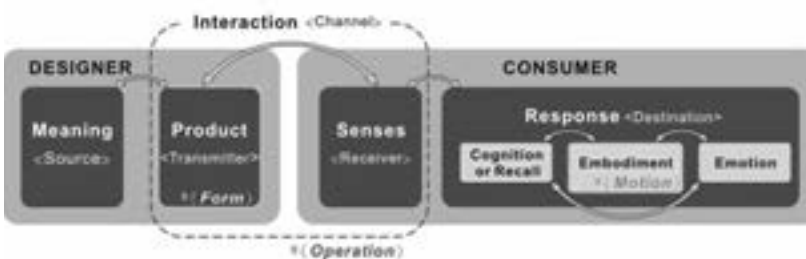 Interaction <Channel>
DESIGNER
CONSUMER
Meaning
<Source>
Product
<Transmitter>
*(Form)
Senses
<Receiver>
Response <Destination>
Cognition
or Recall
Embodiment
*(Motion)
Emotion
*(Operation)